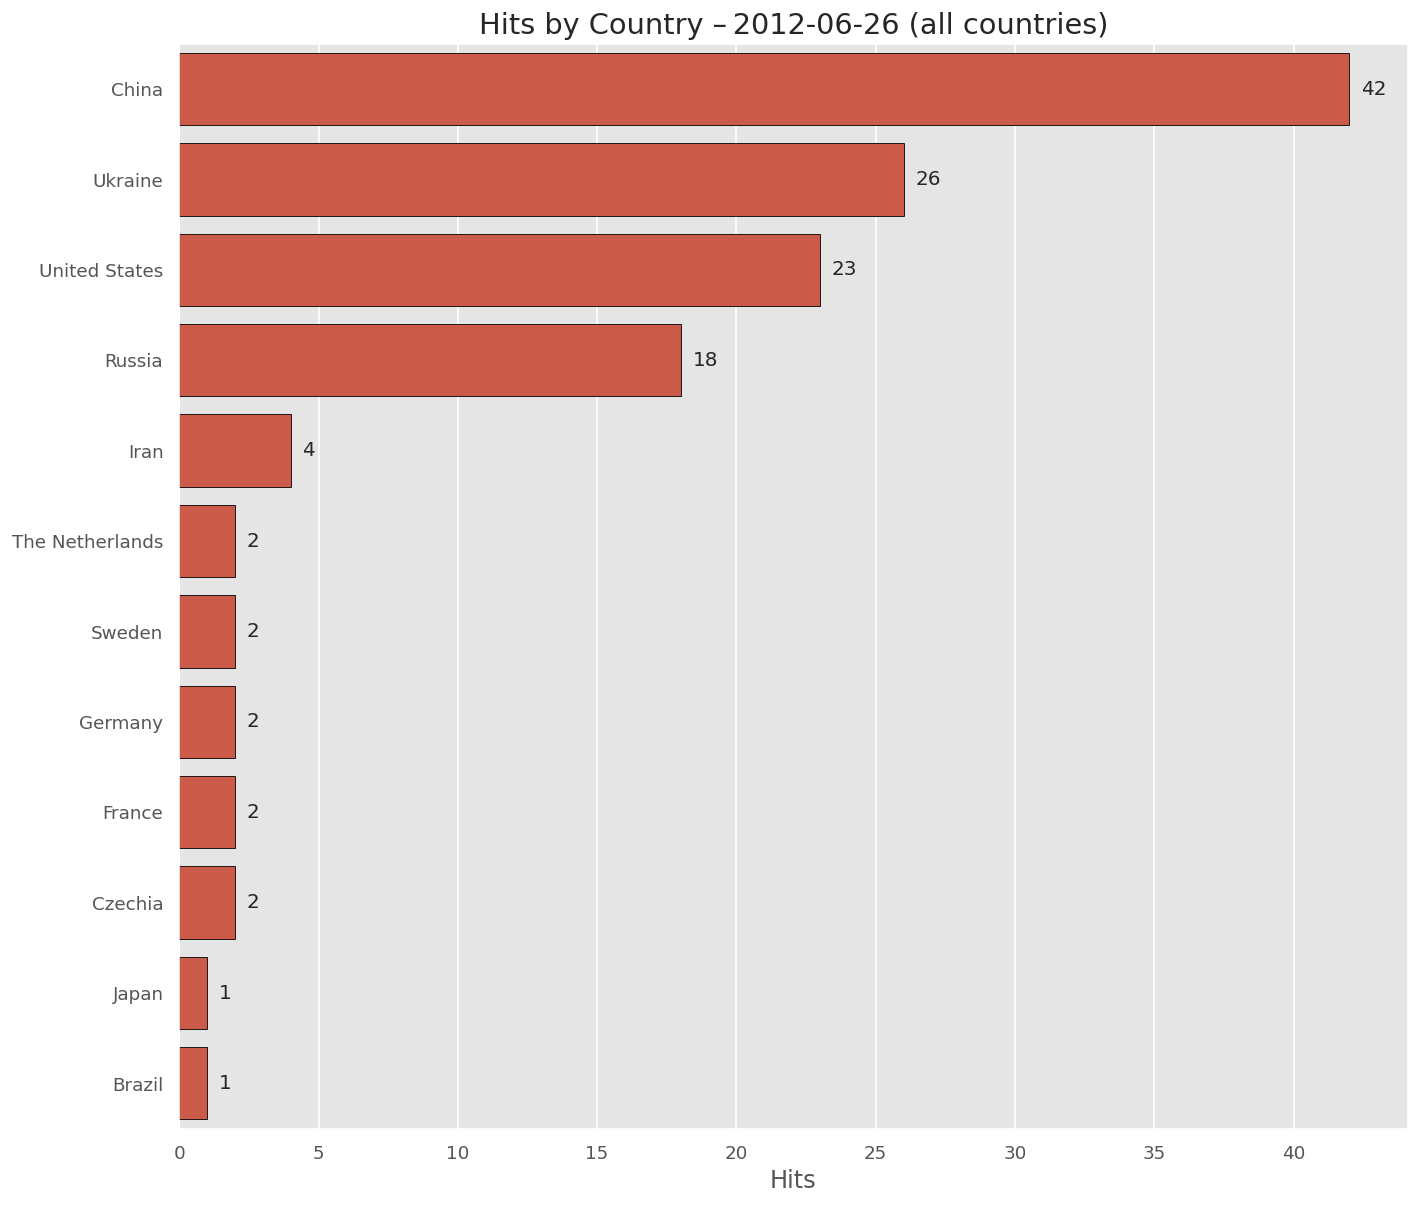 Hits by Country – 2012-06-26 (all countries)
China 42
Ukraine 26
United States 23
Russia 18
Iran 4
The Netherlands 2
Sweden 2
Germany 2
France 2
Czechia 2
Japan 1
Brazil 1
0 5 10 15 20 25 30 35 40
Hits